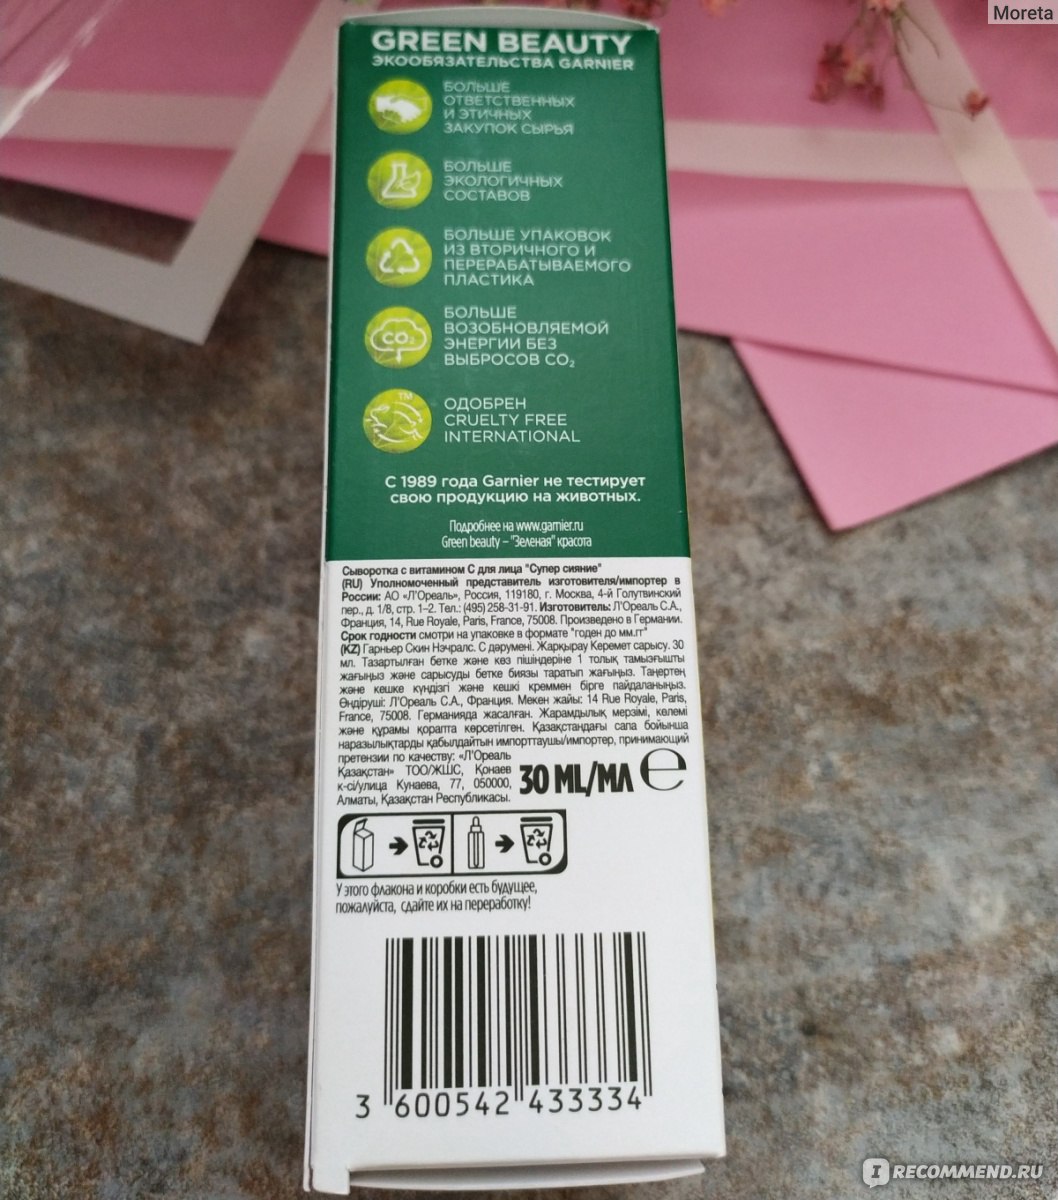 Moreta
GREEN BEAUTY
ЭКООБЯЗАТЕЛЬСТВА GARNIER
БОЛЬШЕ
ОТВЕТСТВЕННЫХ
И ЭТИЧНЫХ
ЗАКУПОК СЫРЬЯ
БОЛЬШЕ
ЭКОЛОГИЧНЫХ
СОСТАВОВ
БОЛЬШЕ УПАКОВОК
ИЗ ВТОРИЧНОГО И
ПЕРЕРАБАТЫВАЕМОГО
ПЛАСТИКА
CO₂
БОЛЬШЕ
ВОЗОБНОВЛЯЕМОЙ
ЭНЕРГИИ БЕЗ
ВЫБРОСОВ CO₂
TM
ОДОБРЕН
CRUELTY FREE
INTERNATIONAL
С 1989 года Garnier не тестирует
свою продукцию на животных.
Подробнее на www.garnier.ru
Green beauty – "Зеленая" красота
Сыворотка с витамином С для лица "Супер сияние"
(RU) Уполномоченный представитель изготовителя/импортер в
России: АО «Л'Ореаль», Россия, 119180, г. Москва, 4-й Голутвинский
пер., д. 1/8, стр. 1–2. Тел.: (495) 258-31-91. Изготовитель: Л'Ореаль С.А.,
Франция, 14, Rue Royale, Paris, France, 75008. Произведено в Германии.
Срок годности смотри на упаковке в формате "годен до мм.гг"
(KZ) Гарньер Скин Нэчралс. С дәрумені. Жарқырау Керемет сарысу. 30
мл. Тазартылған бетке және көз пішіндеріне 1 толық тамызғышты
жағыңыз және сарысуды бетке биязы таратып жағыңыз. Таңертең
және кешке күндізгі және кешкі креммен бірге пайдаланыңыз.
Өндіруші: Л'Ореаль С.А., Франция. Мекен жайы: 14 Rue Royale, Paris,
France, 75008. Германияда жасалған. Жарамдылық мерзімі, көлемі
және құрамы қорапта көрсетілген. Қазақстандағы сапа бойынша
наразылықтарды қабылдайтын импорттаушы/импортер, принимающий
претензии по качеству: «Л'Ореаль
Қазақстан» ТОО/ЖШС, Қонаев
к-сі/улица Кунаева, 77, 050000,
Алматы, Қазақстан Республикасы.
30 ML/МЛ ℮
У этого флакона и коробки есть будущее,
пожалуйста, сдайте их на переработку!
3 600542 433334
I RECOMMEND.RU